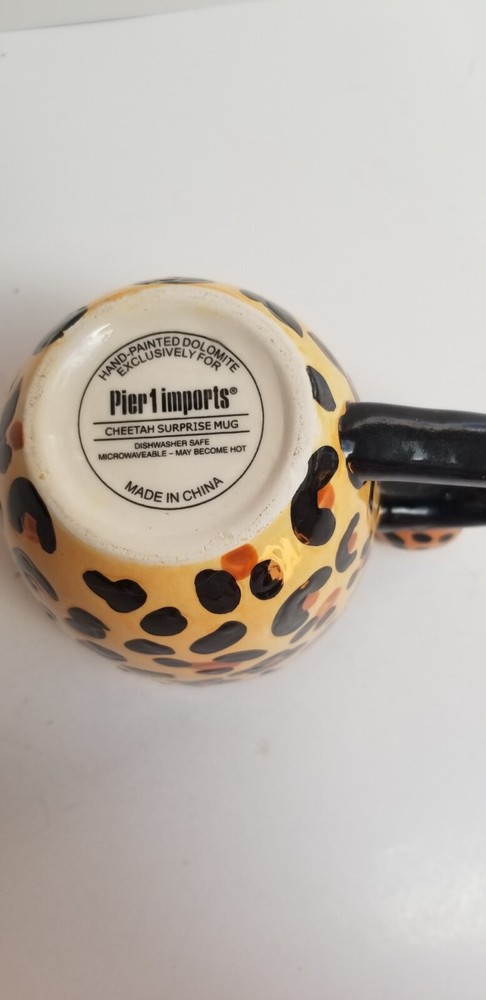 HAND-PAINTED DOLOMITE
EXCLUSIVELY FOR
Pier 1 imports®
CHEETAH SURPRISE MUG
DISHWASHER SAFE
MICROWAVEABLE – MAY BECOME HOT
MADE IN CHINA